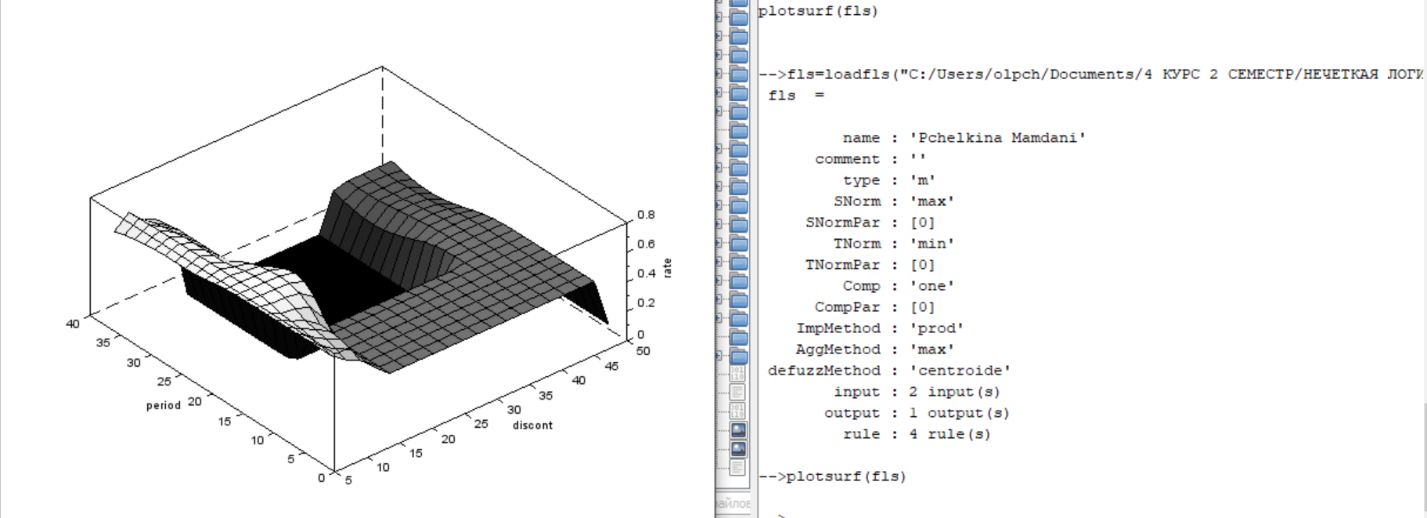 0.8
0.6
0.4
0.2
0
rate
40
35
30
25
20
15
10
5
0
period
5
10
15
20
25
30
35
40
45
50
discont
plotsurf(fls)
-->fls=loadfls("C:/Users/olpch/Documents/4 КУРС 2 СЕМЕСТР/НЕЧЕТКАЯ ЛОГИ
fls =
name : 'Pchelkina Mamdani'
comment : ''
type : 'm'
SNorm : 'max'
SNormPar : [0]
TNorm : 'min'
TNormPar : [0]
Comp : 'one'
CompPar : [0]
ImpMethod : 'prod'
AggMethod : 'max'
defuzzMethod : 'centroide'
input : 2 input(s)
output : 1 output(s)
rule : 4 rule(s)
-->plotsurf(fls)